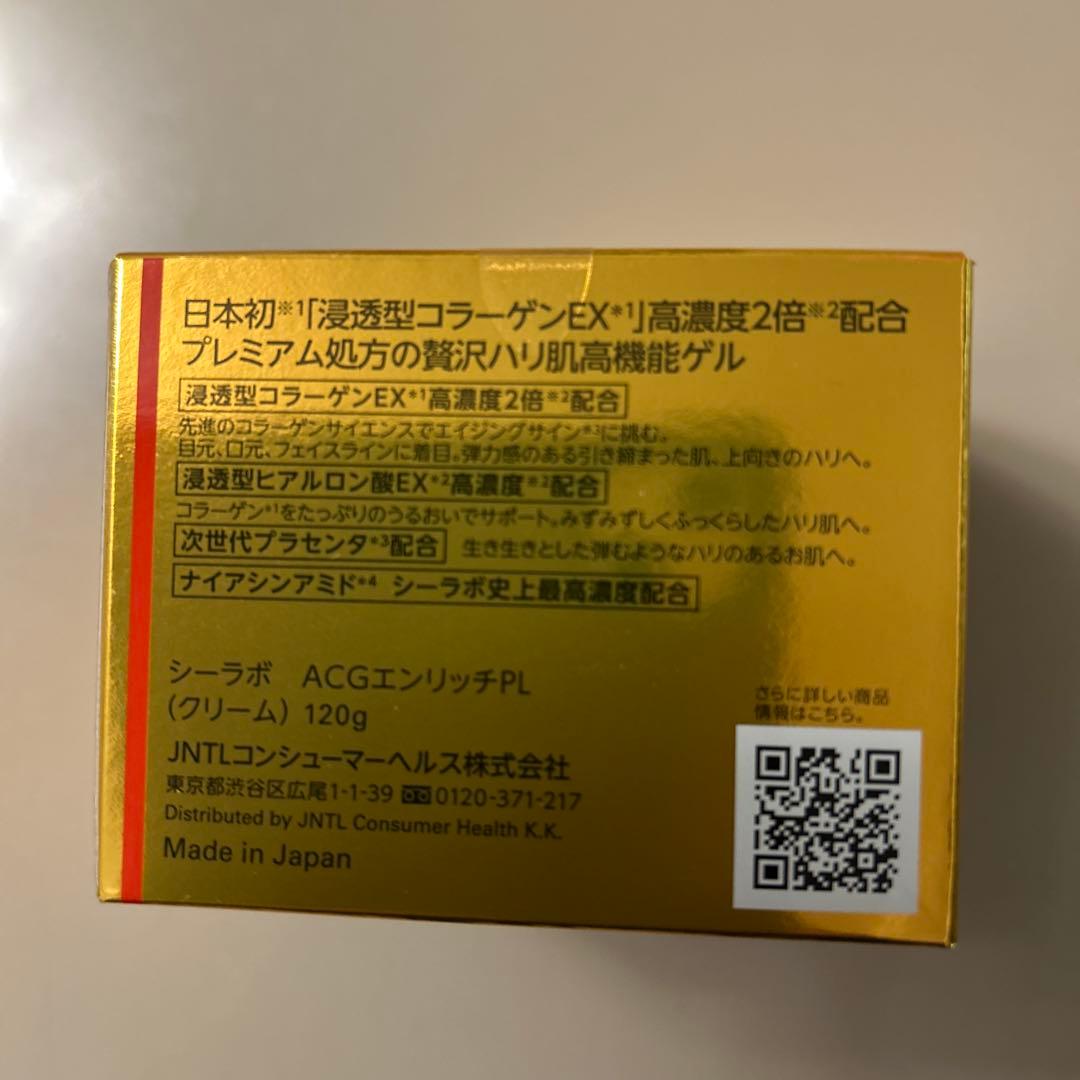 日本初※1「浸透型コラーゲンEX*1」高濃度2倍※2配合
プレミアム処方の贅沢ハリ肌高機能ゲル
浸透型コラーゲンEX*1高濃度2倍※2配合
先進のコラーゲンサイエンスでエイジングサイン※3に挑む。
目元、口元、フェイスラインに着目。弾力感のある引き締まった肌、上向きのハリへ。
浸透型ヒアルロン酸EX*2高濃度※2配合
コラーゲン*1をたっぷりのうるおいでサポート。みずみずしくふっくらしたハリ肌へ。
次世代プラセンタ*3配合 生き生きとした弾むようなハリのあるお肌へ。
ナイアシンアミド*4 シーラボ史上最高濃度配合
シーラボ ACGエンリッチPL
(クリーム) 120g
JNTLコンシューマーヘルス株式会社
東京都渋谷区広尾1-1-39 0120-371-217
Distributed by JNTL Consumer Health K.K.
Made in Japan
さらに詳しい商品
情報はこちら。